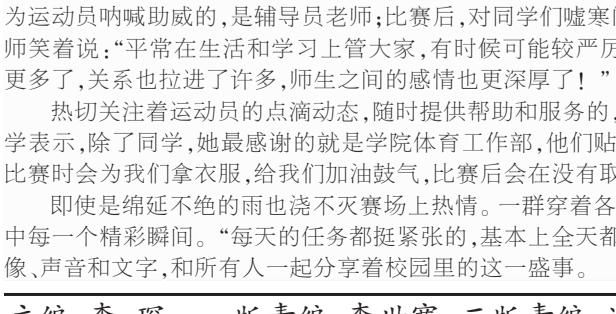 为运动员呐喊助威的,是辅导员老师;比赛后,对同学们嘘寒
师笑着说:“平常在生活和学习上管大家,有时候可能较严厉
更多了,关系也拉进了许多,师生之间的感情也更深厚了!”
热切关注着运动员的点滴动态,随时提供帮助和服务的,
学表示,除了同学,她最感谢的就是学院体育工作部,他们贴
比赛时会为我们拿衣服,给我们加油鼓气,比赛后会在没有取
即使是绵延不绝的雨也浇不灭赛场上热情。一群穿着各
中每一个精彩瞬间。“每天的任务都挺紧张的,基本上全天都
像、声音和文字,和所有人一起分享着校园里的这一盛事。